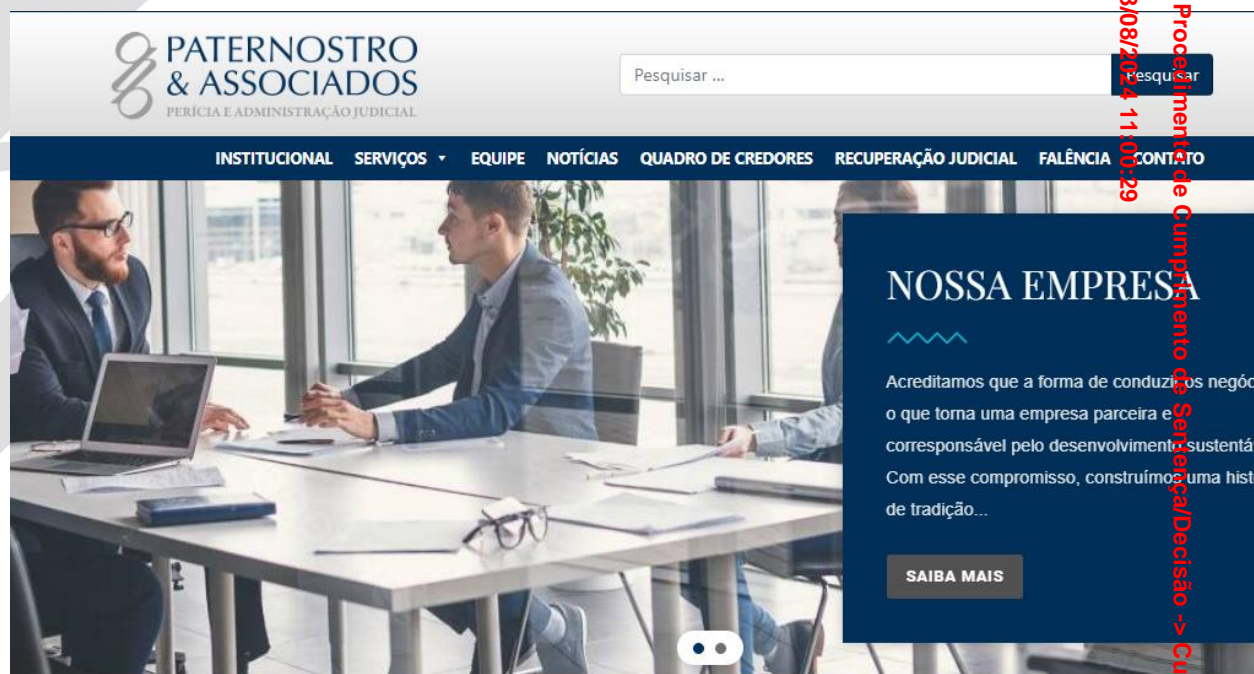 PATERNOSTRO
& ASSOCIADOS
PERÍCIA E ADMINISTRAÇÃO JUDICIAL
Pesquisar ...
Pesquisar
INSTITUCIONAL SERVIÇOS EQUIPE NOTÍCIAS QUADRO DE CREDORES RECUPERAÇÃO JUDICIAL FALÊNCIA CONTATO
NOSSA EMPRESA
Acreditamos que a forma de conduzir os negóc
o que torna uma empresa parceira e
corresponsável pelo desenvolvimento sustentá
Com esse compromisso, construímos uma hist
de tradição...
SAIBA MAIS
Procedimento de Cumprimento de Sentença/Decisão -> Cu
3/08/2024 11:00:29